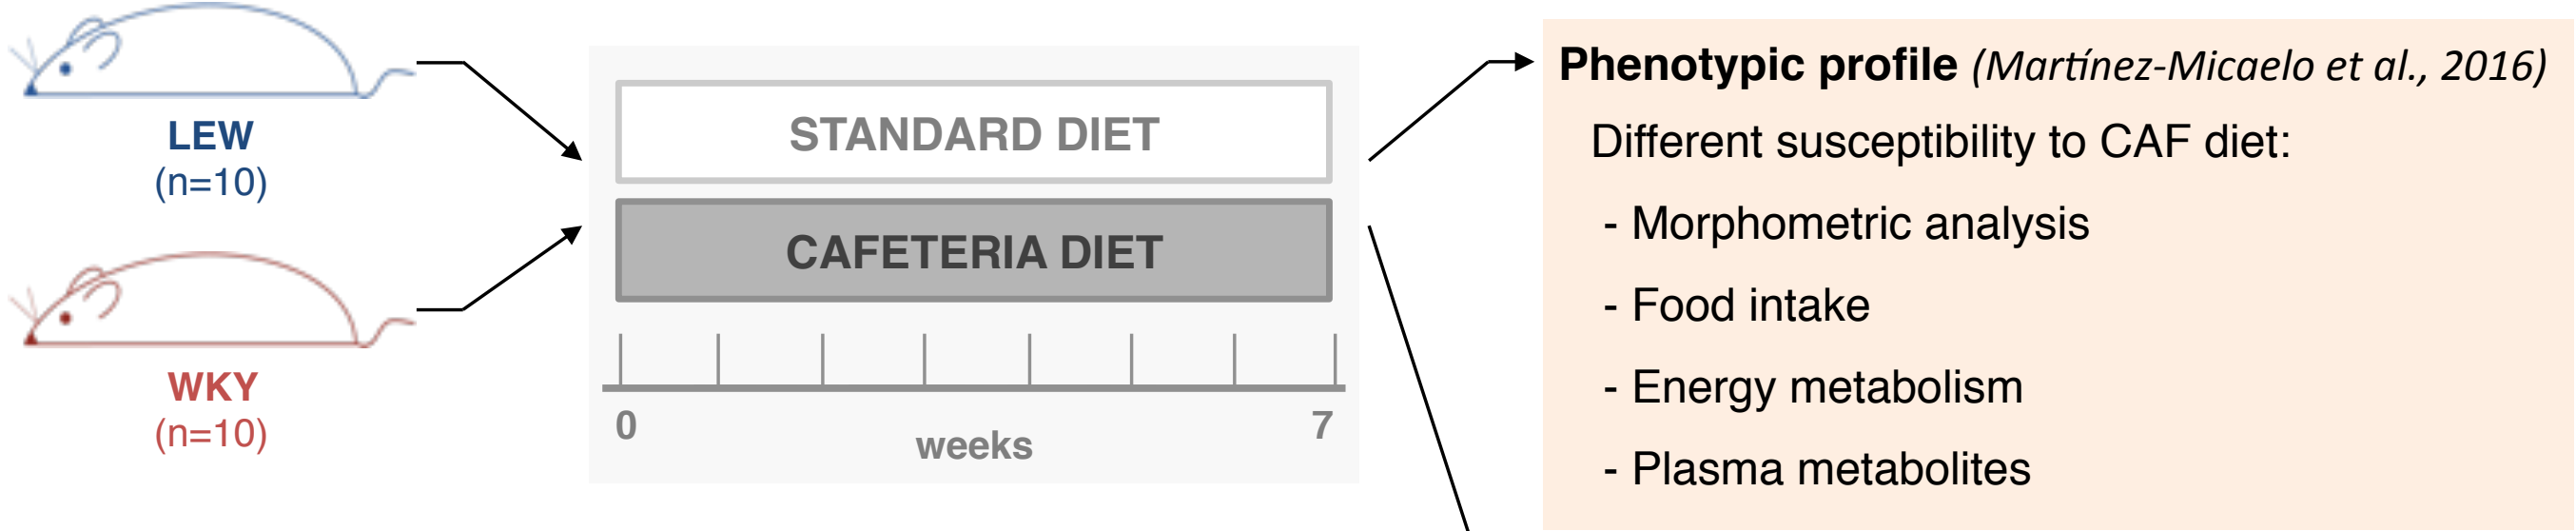 LEW
(n=10)
WKY
(n=10)
STANDARD DIET
CAFETERIA DIET
0
7
weeks
Phenotypic profile (Martínez-Micaelo et al., 2016)
Different susceptibility to CAF diet:
- Morphometric analysis
- Food intake
- Energy metabolism
- Plasma metabolites